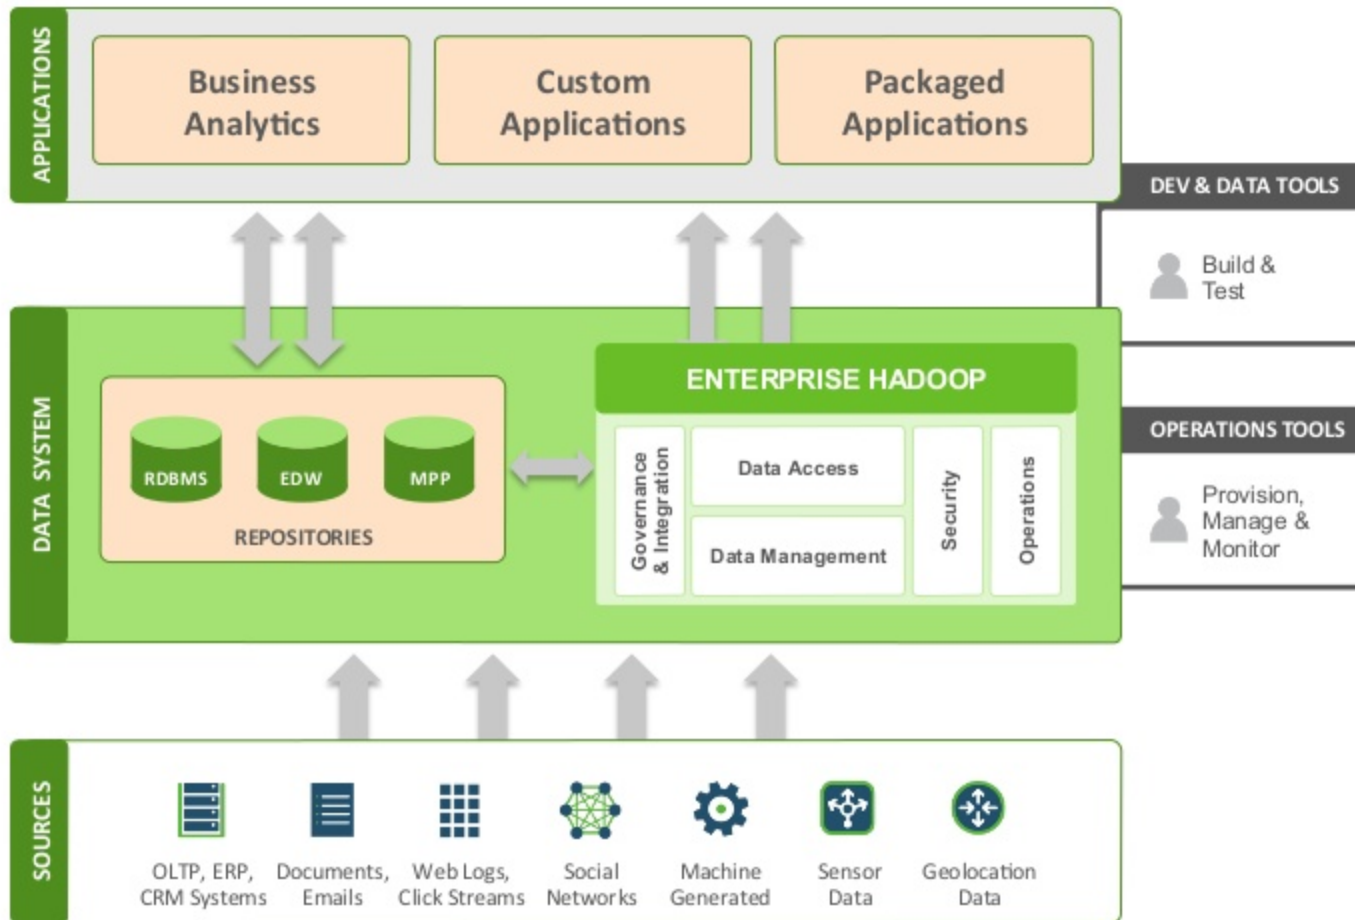 APPLICATIONS
Business
Analytics
Custom
Applications
Packaged
Applications
DEV & DATA TOOLS
Build &
Test
DATA SYSTEM
RDBMS
EDW
MPP
REPOSITORIES
ENTERPRISE HADOOP
Governance
& Integration
Data Access
Data Management
Security
Operations
OPERATIONS TOOLS
Provision,
Manage &
Monitor
SOURCES
OLTP, ERP,
CRM Systems
Documents,
Emails
Web Logs,
Click Streams
Social
Networks
Machine
Generated
Sensor
Data
Geolocation
Data